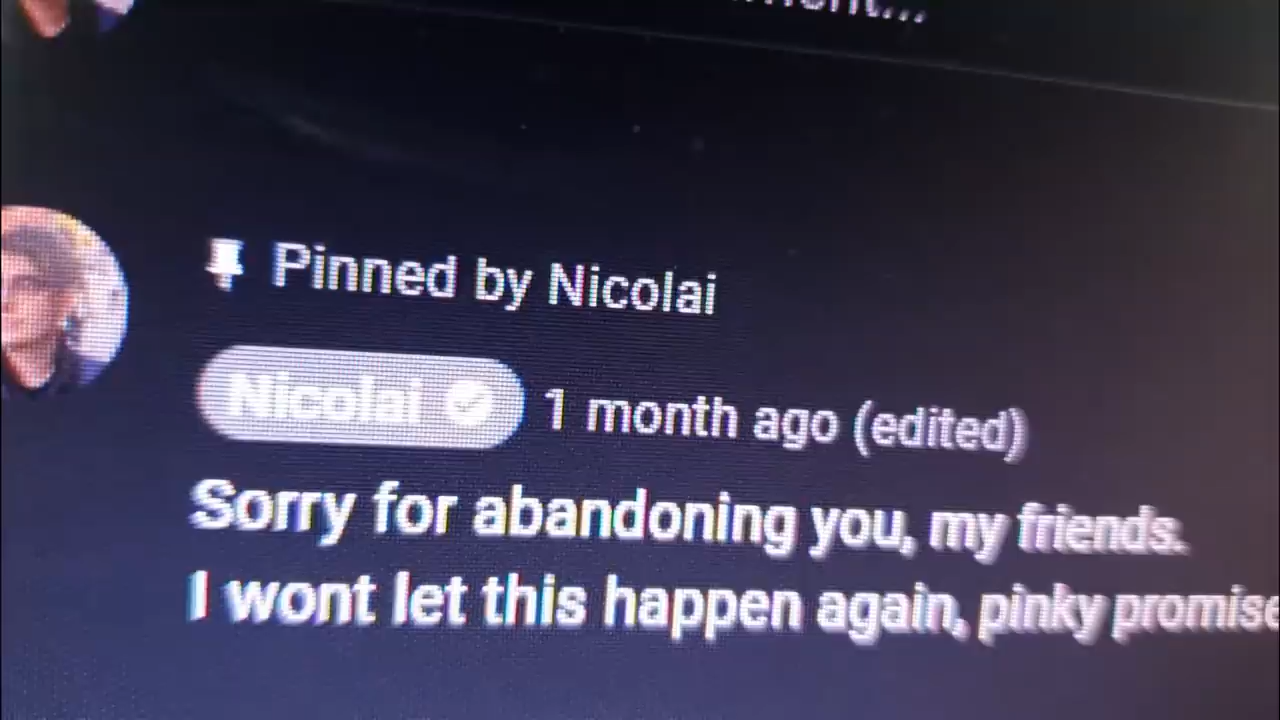 Pinned by Nicolai
Nicolai 1 month ago (edited)
Sorry for abandoning you, my friends.
I wont let this happen again, pinky promise